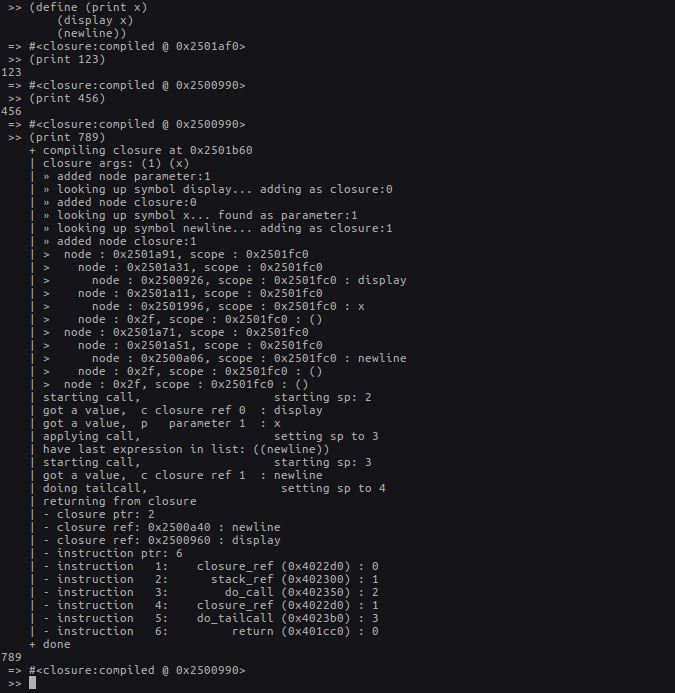 >> (define (print x)
       (display x)
       (newline))
=> #<closure:compiled @ 0x2501af0>
>> (print 123)
123
=> #<closure:compiled @ 0x2500990>
>> (print 456)
456
=> #<closure:compiled @ 0x2500990>
>> (print 789)
    + compiling closure at 0x2501b60
    | closure args: (1) (x)
    | » added node parameter:1
    | » looking up symbol display... adding as closure:0
    | » added node closure:0
    | » looking up symbol x... found as parameter:1
    | » looking up symbol newline... adding as closure:1
    | » added node closure:1
    | >  node : 0x2501a91, scope : 0x2501fc0
    | >    node : 0x2501a31, scope : 0x2501fc0
    | >      node : 0x2500926, scope : 0x2501fc0 : display
    | >    node : 0x2501a11, scope : 0x2501fc0
    | >      node : 0x2501996, scope : 0x2501fc0 : x
    | >    node : 0x2f, scope : 0x2501fc0 : ()
    | >  node : 0x2501a71, scope : 0x2501fc0
    | >    node : 0x2501a51, scope : 0x2501fc0
    | >      node : 0x2500a06, scope : 0x2501fc0 : newline
    | >    node : 0x2f, scope : 0x2501fc0 : ()
    | >  node : 0x2f, scope : 0x2501fc0 : ()
    | starting call,                   starting sp: 2
    | got a value,  c closure ref 0  : display
    | got a value,  p   parameter 1  : x
    | applying call,                   setting sp to 3
    | have last expression in list: ((newline))
    | starting call,                   starting sp: 3
    | got a value,  c closure ref 1  : newline
    | doing tailcall,                   setting sp to 4
    | returning from closure
    | - closure ptr: 2
    | - closure ref: 0x2500a40 : newline
    | - closure ref: 0x2500960 : display
    | - instruction ptr: 6
    | - instruction   1:    closure_ref (0x4022d0) : 0
    | - instruction   2:      stack_ref (0x402300) : 1
    | - instruction   3:        do_call (0x402350) : 2
    | - instruction   4:    closure_ref (0x4022d0) : 1
    | - instruction   5:    do_tailcall (0x4023b0) : 3
    | - instruction   6:         return (0x401cc0) : 0
    + done
789
=> #<closure:compiled @ 0x2500990>
>>